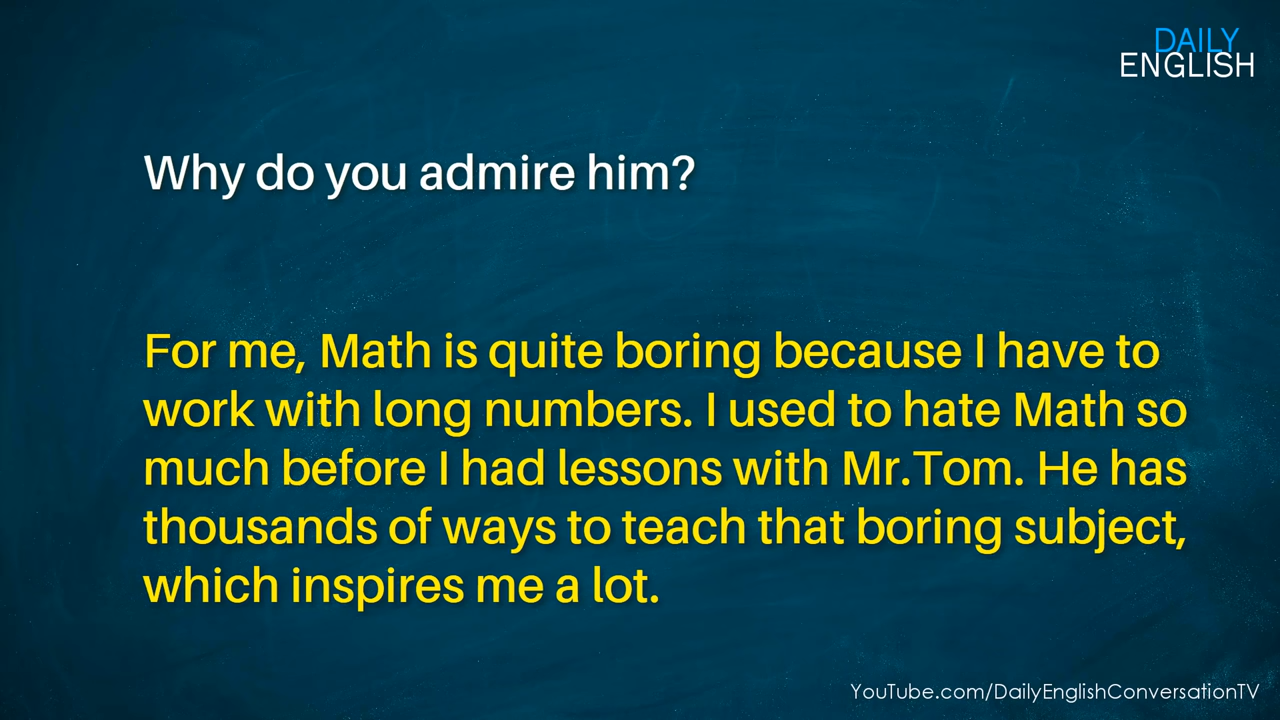 DAILY
ENGLISH
Why do you admire him?
For me, Math is quite boring because I have to
work with long numbers. I used to hate Math so
much before I had lessons with Mr.Tom. He has
thousands of ways to teach that boring subject,
which inspires me a lot.
YouTube.com/DailyEnglishConversationTV